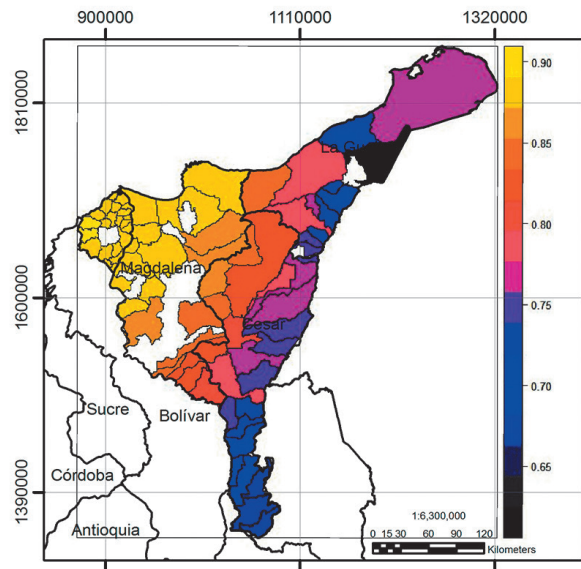 900000 1110000 1320000
1810000
1600000
1390000
La Gu
Magdalena
Cesar
Sucre
Bolívar
Córdoba
Antioquia
0.90
0.85
0.80
0.75
0.70
0.65
1:6,300,000
0 15 30 60 90 120
Kilometers